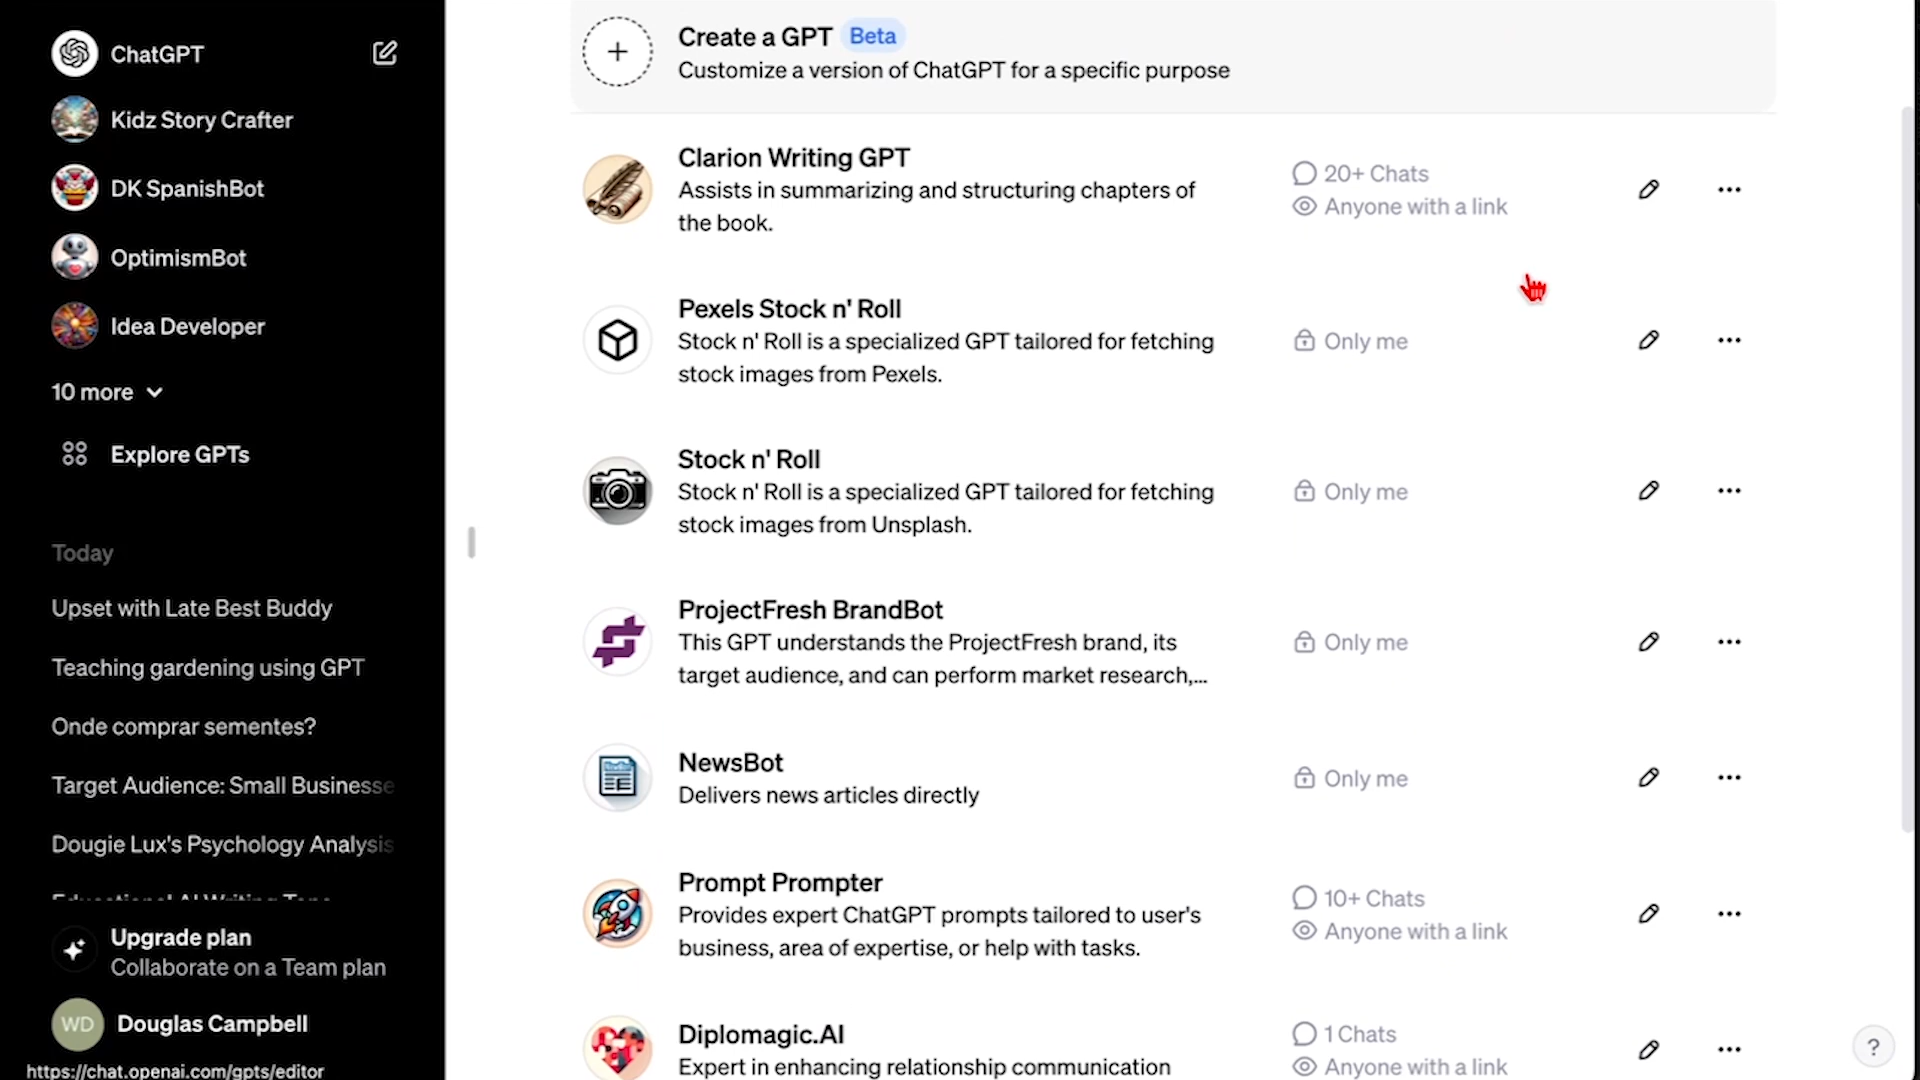 ChatGPT
Kidz Story Crafter
DK SpanishBot
OptimismBot
Idea Developer
10 more
Explore GPTs
Today
Upset with Late Best Buddy
Teaching gardening using GPT
Onde comprar sementes?
Target Audience: Small Businesse
Dougie Lux's Psychology Analysis
Upgrade plan
Collaborate on a Team plan
WD
Douglas Campbell
https://chat.openai.com/gpts/editor
Create a GPT Beta
Customize a version of ChatGPT for a specific purpose
Clarion Writing GPT
Assists in summarizing and structuring chapters of
the book.
20+ Chats
Anyone with a link
Pexels Stock n' Roll
Stock n' Roll is a specialized GPT tailored for fetching
stock images from Pexels.
Only me
Stock n' Roll
Stock n' Roll is a specialized GPT tailored for fetching
stock images from Unsplash.
Only me
ProjectFresh BrandBot
This GPT understands the ProjectFresh brand, its
target audience, and can perform market research,...
Only me
NewsBot
Delivers news articles directly
Only me
Prompt Prompter
Provides expert ChatGPT prompts tailored to user's
business, area of expertise, or help with tasks.
10+ Chats
Anyone with a link
Diplomagic.AI
Expert in enhancing relationship communication
1 Chats
Anyone with a link
?